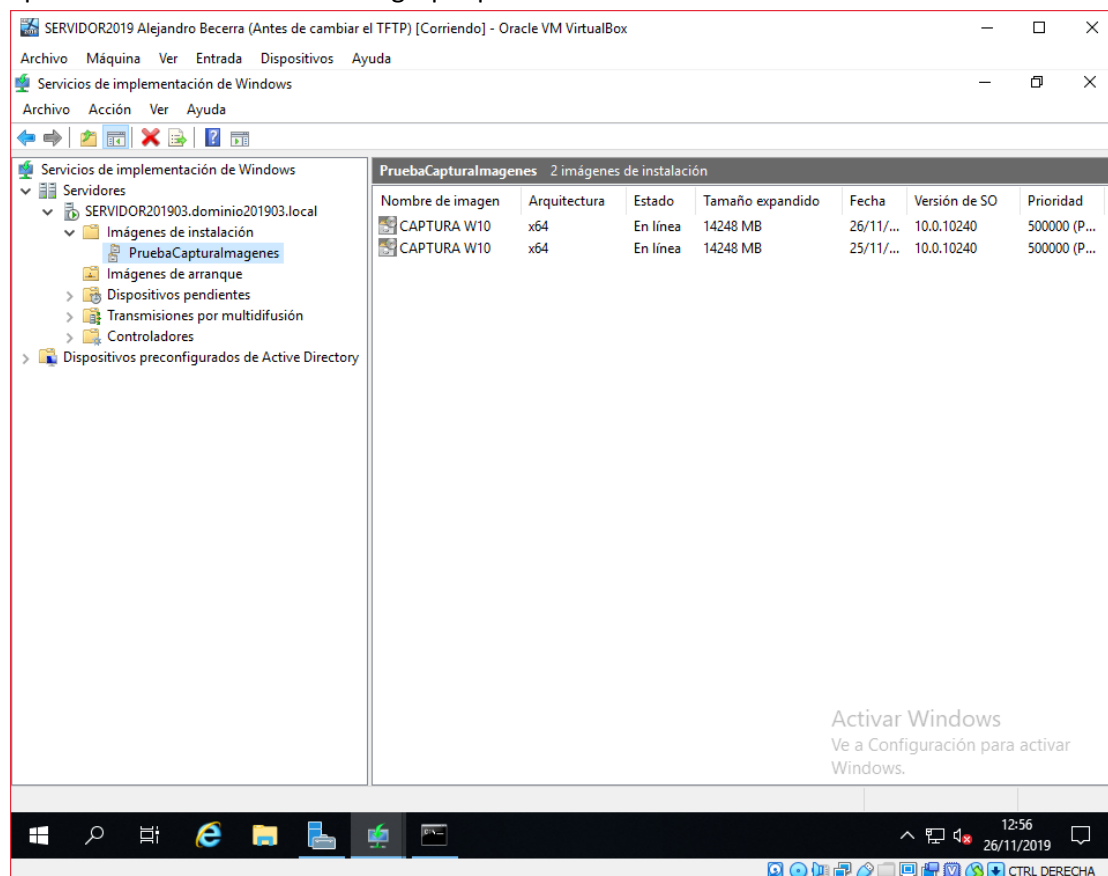 SERVIDOR2019 Alejandro Becerra (Antes de cambiar el TFTP) [Corriendo] - Oracle VM VirtualBox
Archivo Máquina Ver Entrada Dispositivos Ayuda
Servicios de implementación de Windows
Archivo Acción Ver Ayuda
Servicios de implementación de Windows
Servidores
SERVIDOR201903.dominio201903.local
Imágenes de instalación
PruebaCapturaImagenes
Imágenes de arranque
Dispositivos pendientes
Transmisiones por multidifusión
Controladores
Dispositivos preconfigurados de Active Directory
PruebaCapturaImagenes 2 imágenes de instalación
Nombre de imagen Arquitectura Estado Tamaño expandido Fecha Versión de SO Prioridad
CAPTURA W10 x64 En línea 14248 MB 26/11/... 10.0.10240 500000 (P...
CAPTURA W10 x64 En línea 14248 MB 25/11/... 10.0.10240 500000 (P...
Activar Windows
Ve a Configuración para activar
Windows.
12:56
26/11/2019
CTRL DERECHA